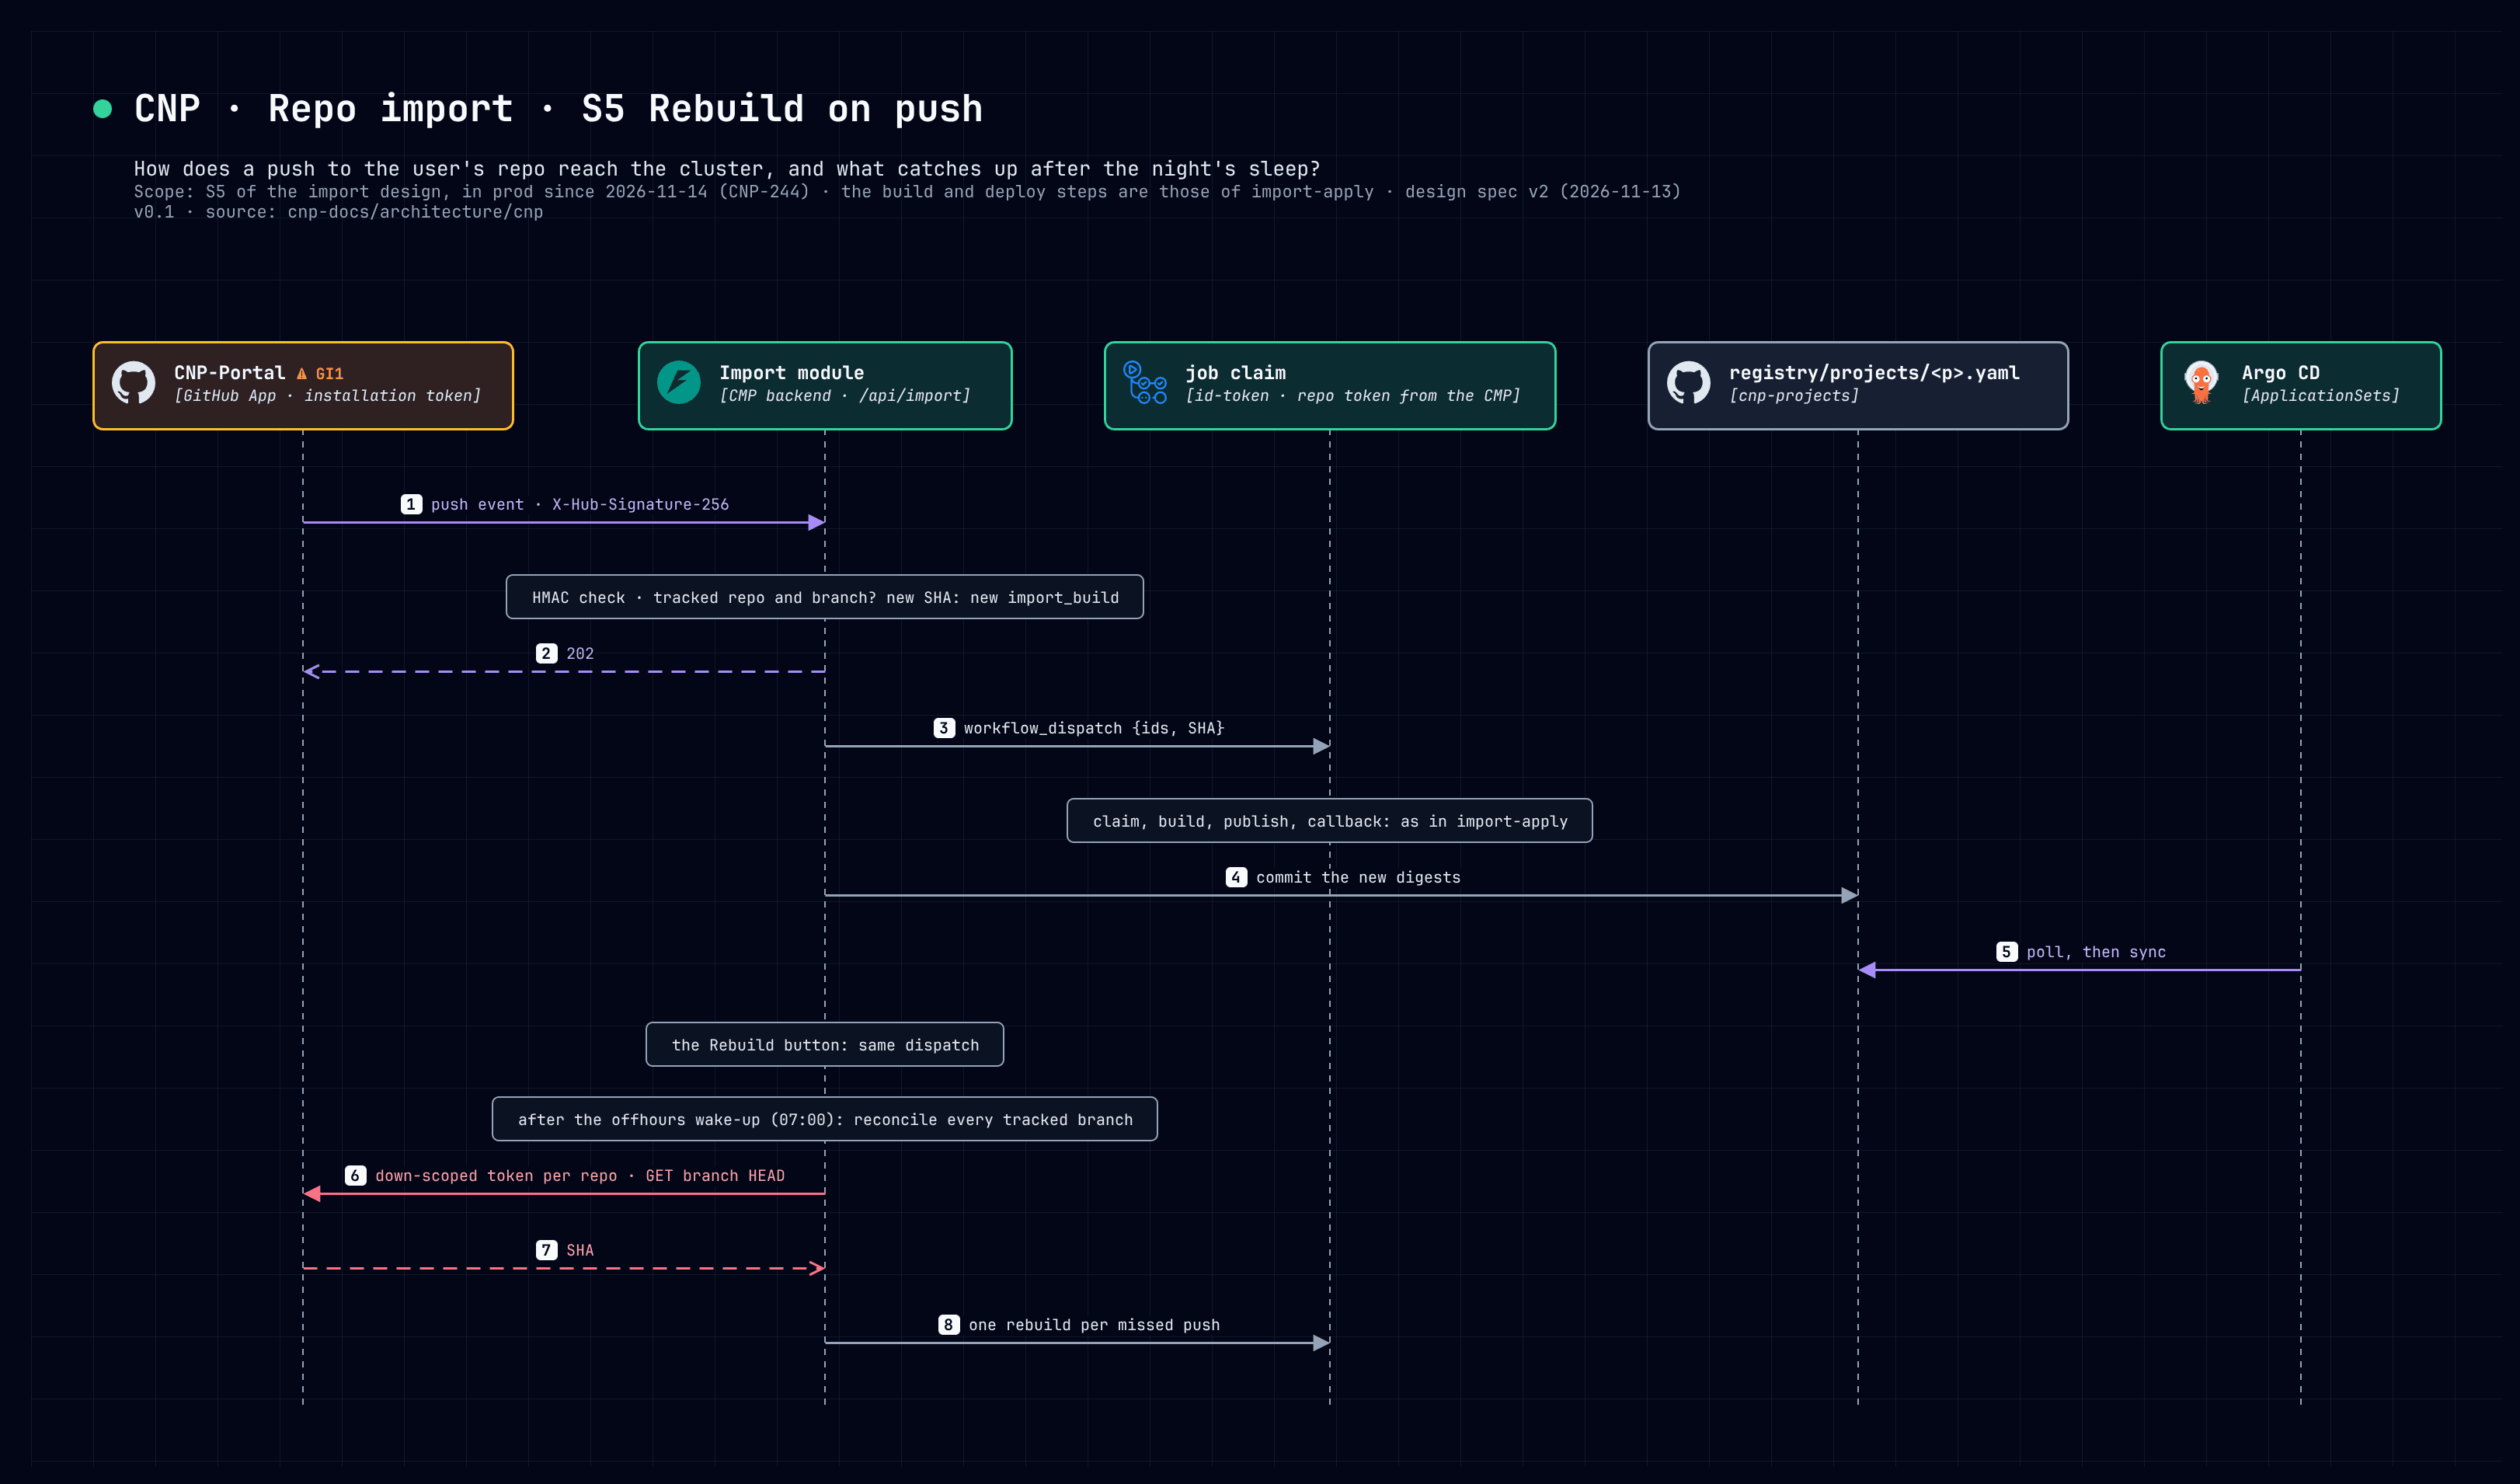 CNP · Repo import · S5 Rebuild on push
How does a push to the user's repo reach the cluster, and what catches up after the night's sleep?
Scope: S5 of the import design, in prod since 2026-11-14 (CNP-244) · the build and deploy steps are those of import-apply · design spec v2 (2026-11-13)
v0.1 · source: cnp-docs/architecture/cnp
CNP-Portal ⚠ GI1
[GitHub App · installation token]
Import module
[CMP backend · /api/import]
job claim
[id-token · repo token from the CMP]
registry/projects/<p>.yaml
[cnp-projects]
Argo CD
[ApplicationSets]
1 push event · X-Hub-Signature-256
HMAC check · tracked repo and branch? new SHA: new import_build
2 202
3 workflow_dispatch {ids, SHA}
claim, build, publish, callback: as in import-apply
4 commit the new digests
5 poll, then sync
the Rebuild button: same dispatch
after the offhours wake-up (07:00): reconcile every tracked branch
6 down-scoped token per repo · GET branch HEAD
7 SHA
8 one rebuild per missed push